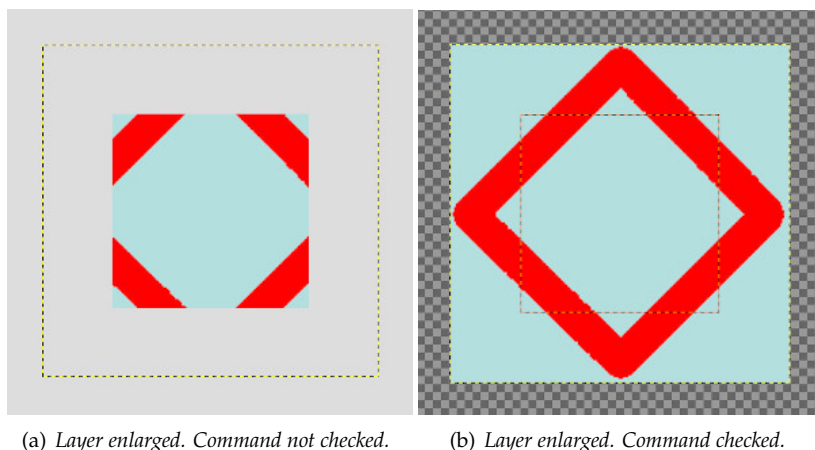 (a) Layer enlarged. Command not checked.
(b) Layer enlarged. Command checked.